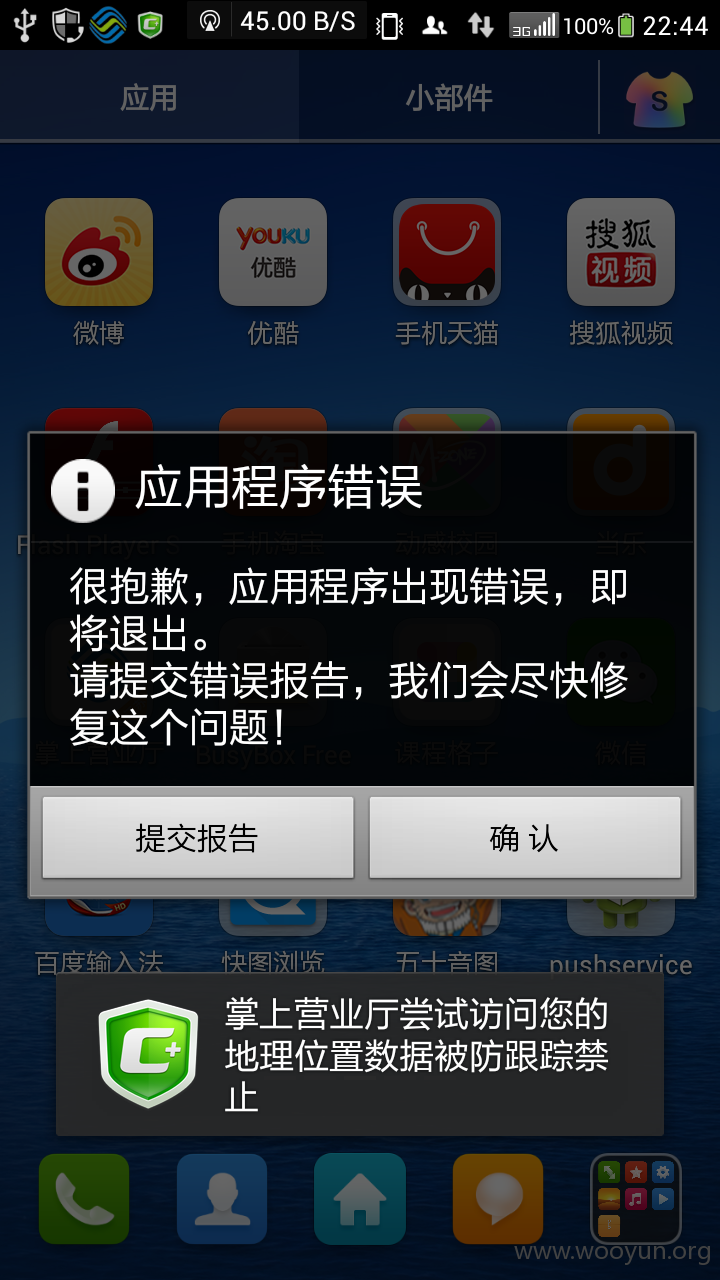 45.00 B/S
3G
100%
22:44
应用
小部件
S
YOUKU
优酷
搜狐
视频
微博
优酷
手机天猫
搜狐视频
淘
d
Flash Player S
手机淘宝
动感校园
当乐
应用程序错误
很抱歉，应用程序出现错误，即
将退出。
请提交错误报告，我们会尽快修
复这个问题！
掌上营业厅
BusyBox Free
课程格子
微信
提交报告
确 认
HD
百度输入法
快图浏览
五十音图
pushservice
掌上营业厅尝试访问您的
地理位置数据被防跟踪禁
止
www.wooyun.org